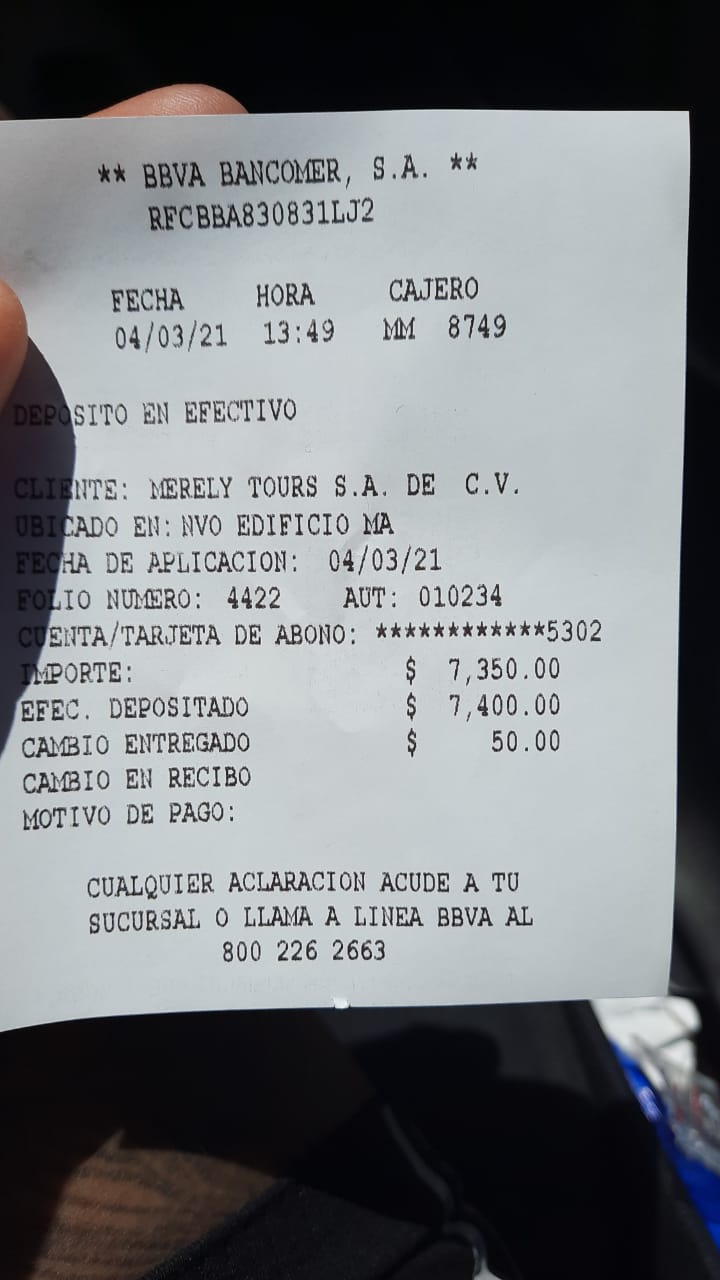 ** BBVA BANCOMER, S.A. **
RFCBBA830831LJ2
FECHA HORA CAJERO
04/03/21 13:49 MM 8749
DEPOSITO EN EFECTIVO
CLIENTE: MERELY TOURS S.A. DE C.V.
UBICADO EN: NVO EDIFICIO MA
FECHA DE APLICACION: 04/03/21
FOLIO NUMERO: 4422 AUT: 010234
CUENTA/TARJETA DE ABONO: ************5302
IMPORTE: $ 7,350.00
EFEC. DEPOSITADO $ 7,400.00
CAMBIO ENTREGADO $ 50.00
CAMBIO EN RECIBO
MOTIVO DE PAGO:
CUALQUIER ACLARACION ACUDE A TU
SUCURSAL O LLAMA A LINEA BBVA AL
800 226 2663